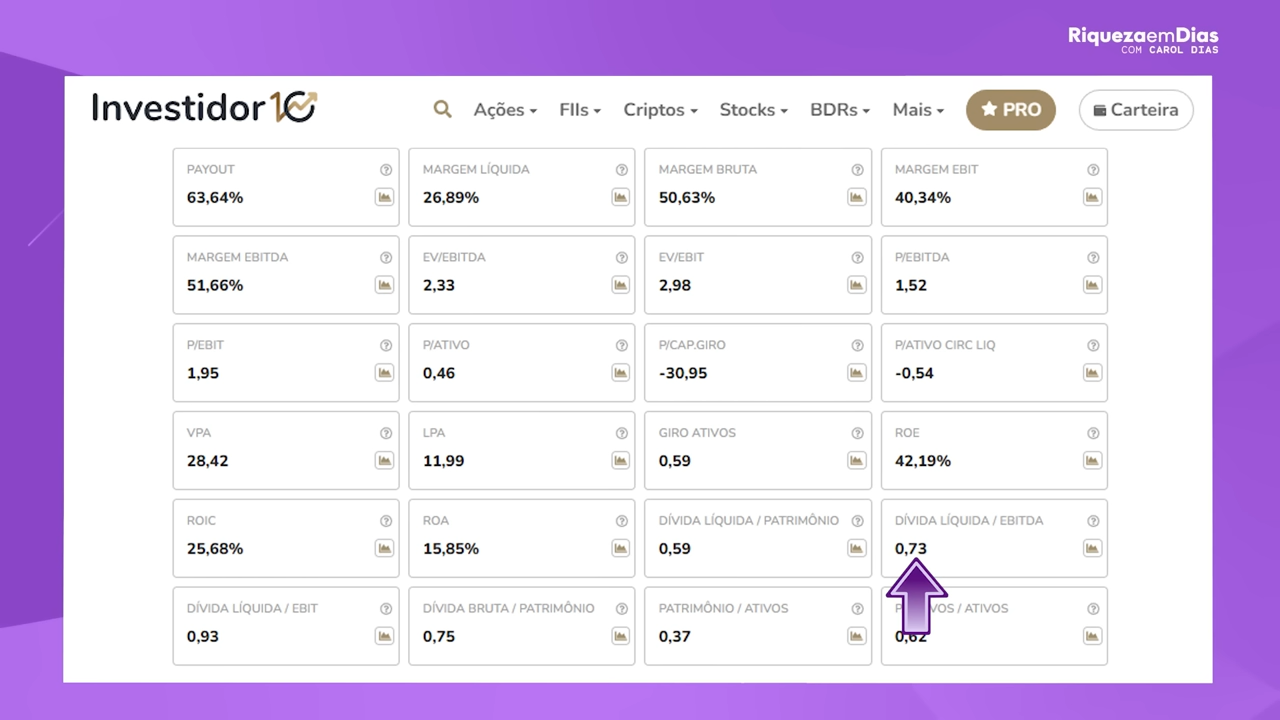 RiquezaemDias
COM CAROL DIAS
Investidor10
Ações FIIs Criptos Stocks BDRs Mais PRO Carteira
PAYOUT MARGEM LÍQUIDA MARGEM BRUTA MARGEM EBIT
63,64% 26,89% 50,63% 40,34%
MARGEM EBITDA EV/EBITDA EV/EBIT P/EBITDA
51,66% 2,33 2,98 1,52
P/EBIT P/ATIVO P/CAP.GIRO P/ATIVO CIRC LIQ
1,95 0,46 -30,95 -0,54
VPA LPA GIRO ATIVOS ROE
28,42 11,99 0,59 42,19%
ROIC ROA DÍVIDA LÍQUIDA / PATRIMÔNIO DÍVIDA LÍQUIDA / EBITDA
25,68% 15,85% 0,59 0,73
DÍVIDA LÍQUIDA / EBIT DÍVIDA BRUTA / PATRIMÔNIO PATRIMÔNIO / ATIVOS / ATIVOS
0,93 0,75 0,37 0,62